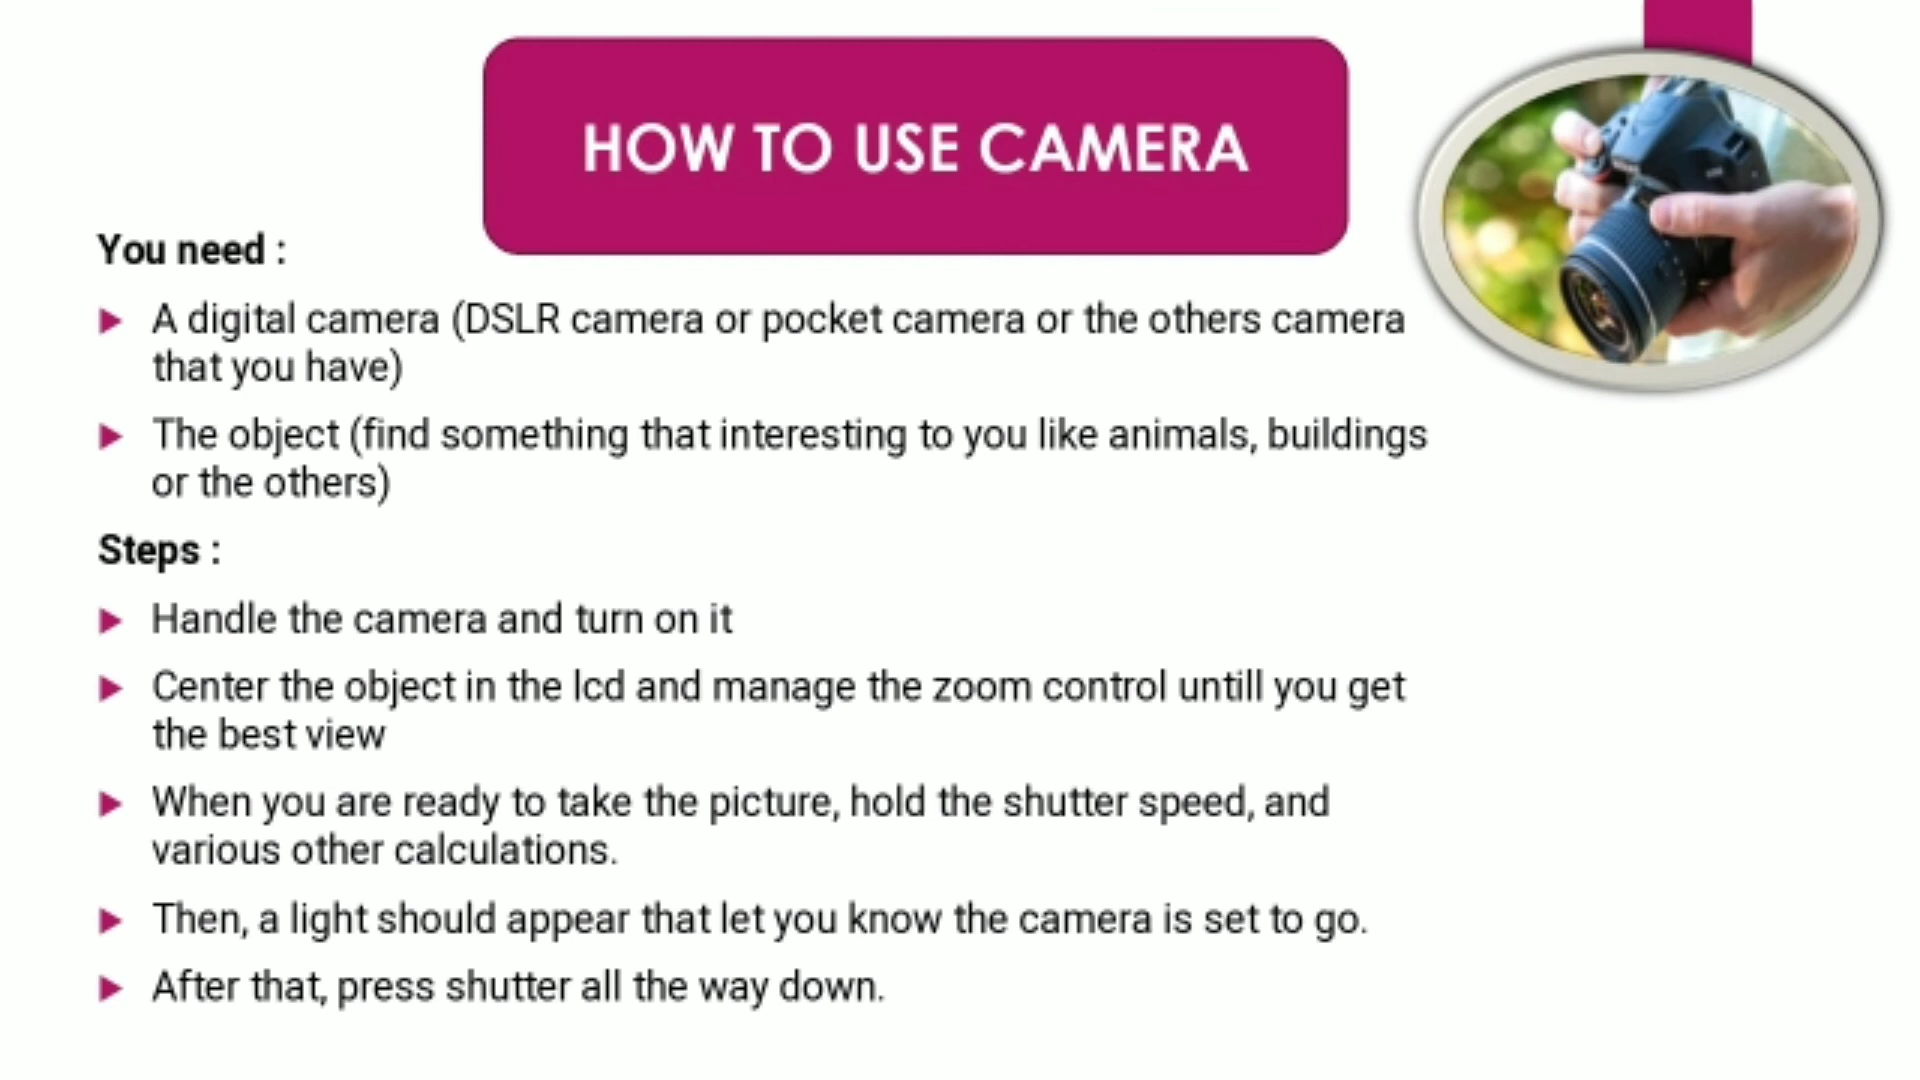 HOW TO USE CAMERA
You need :
A digital camera (DSLR camera or pocket camera or the others camera
that you have)
The object (find something that interesting to you like animals, buildings
or the others)
Steps :
Handle the camera and turn on it
Center the object in the lcd and manage the zoom control untill you get
the best view
When you are ready to take the picture, hold the shutter speed, and
various other calculations.
Then, a light should appear that let you know the camera is set to go.
After that, press shutter all the way down.